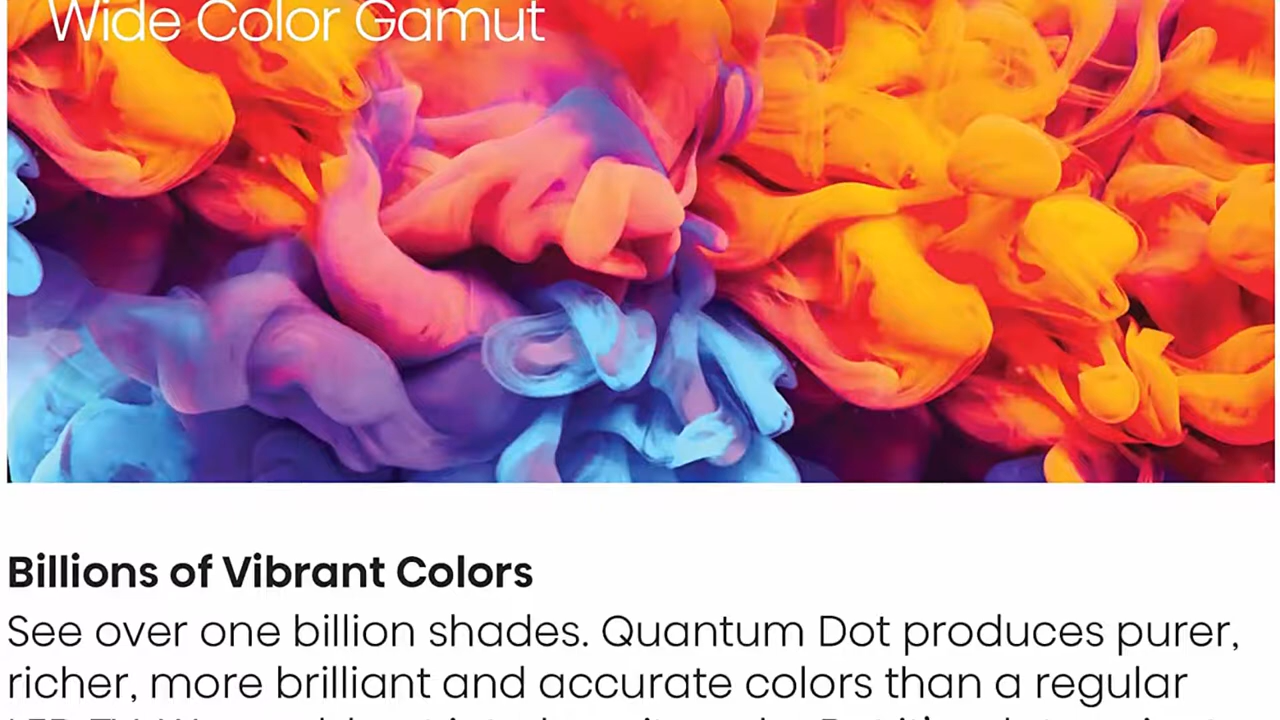 Wide Color Gamut
Billions of Vibrant Colors
See over one billion shades. Quantum Dot produces purer,
richer, more brilliant and accurate colors than a regular